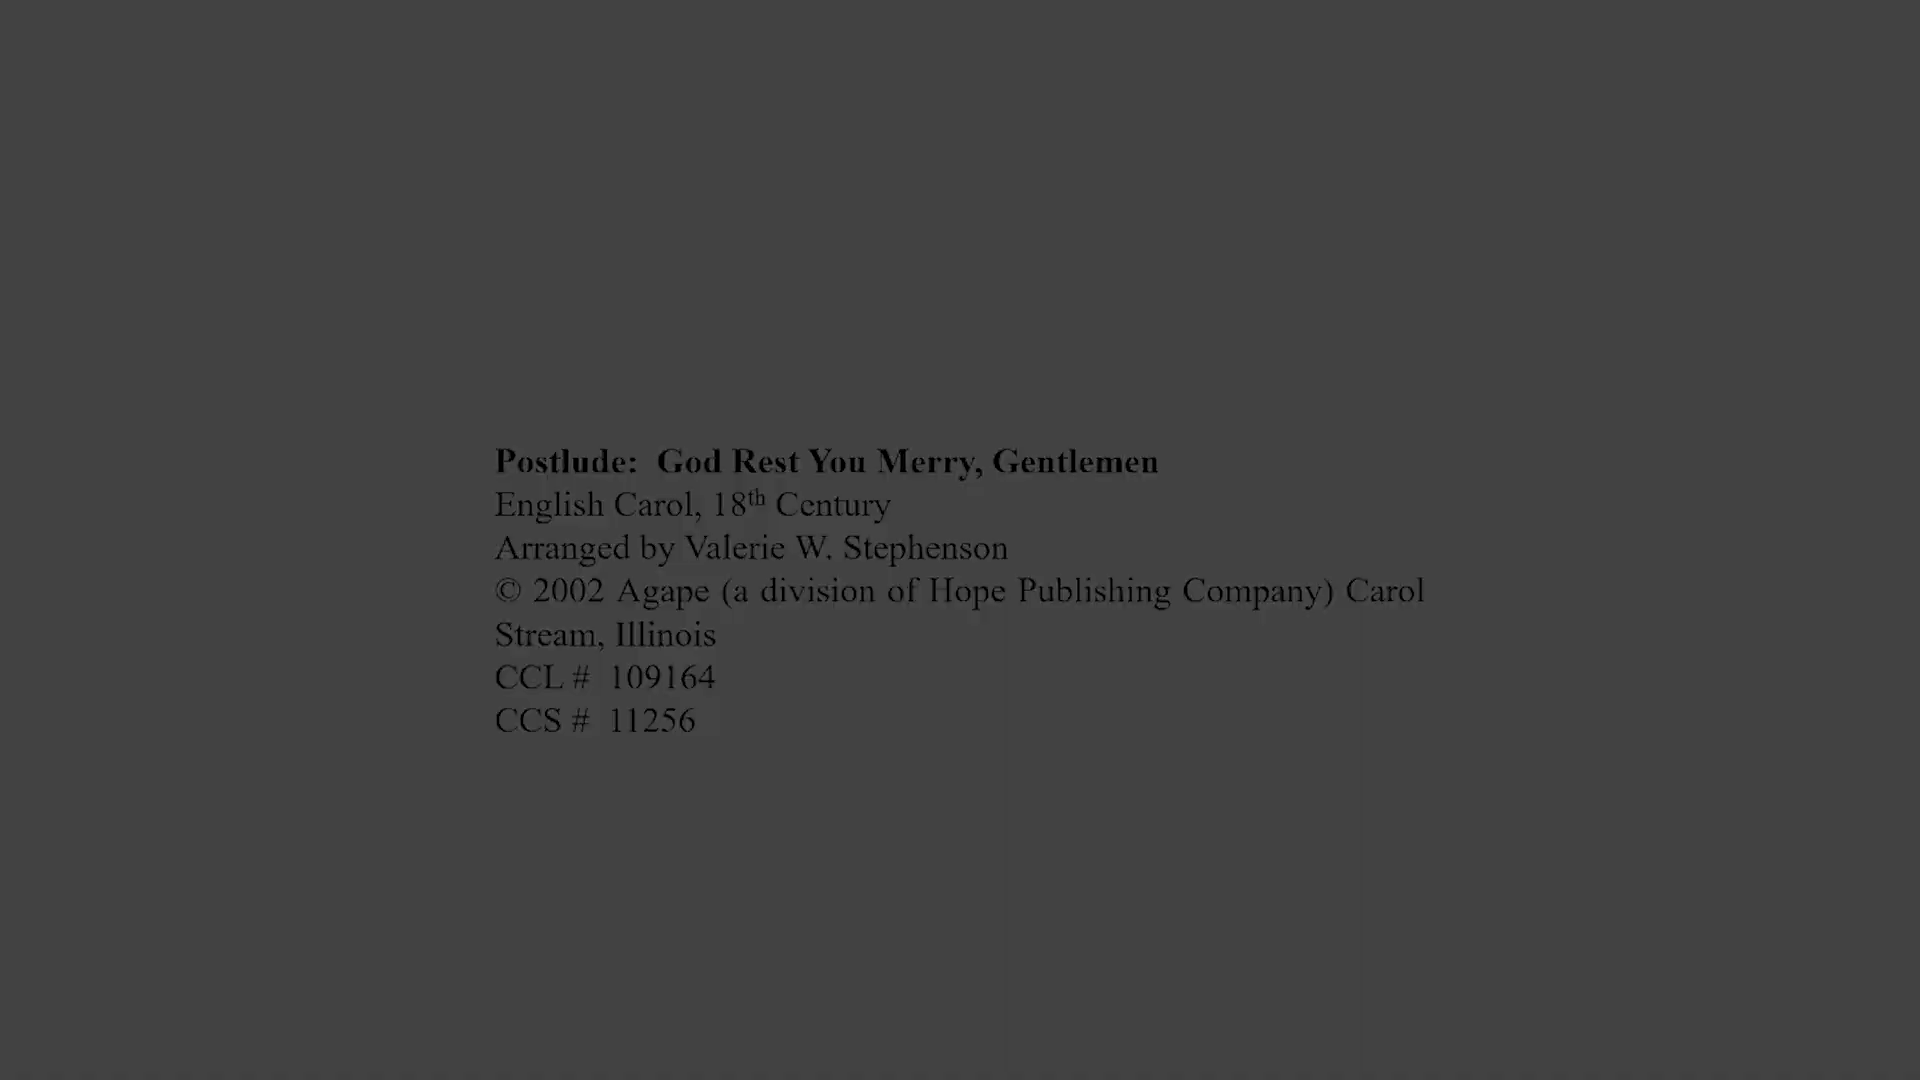 Postlude:  God Rest You Merry, Gentlemen
English Carol, 18th Century
Arranged by Valerie W. Stephenson
© 2002 Agape (a division of Hope Publishing Company) Carol
Stream, Illinois
CCL #  109164
CCS #  11256